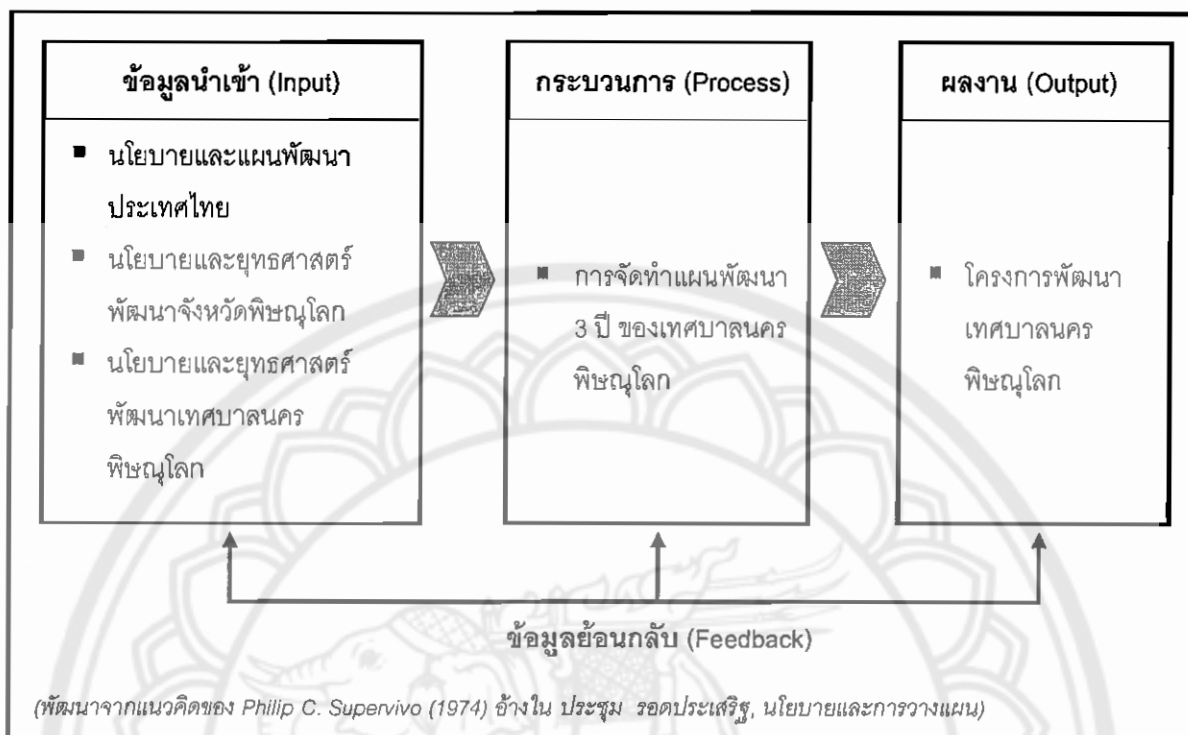 ข้อมูลนำเข้า (Input)
■ นโยบายและแผนพัฒนา
ประเทศไทย
■ นโยบายและยุทธศาสตร์
พัฒนาจังหวัดพิษณุโลก
■ นโยบายและยุทธศาสตร์
พัฒนาเทศบาลนคร
พิษณุโลก
กระบวนการ (Process)
■ การจัดทำแผนพัฒนา
3 ปี ของเทศบาลนคร
พิษณุโลก
ผลงาน (Output)
■ โครงการพัฒนา
เทศบาลนคร
พิษณุโลก
ข้อมูลย้อนกลับ (Feedback)
(พัฒนาจากแนวคิดของ Philip C. Supervivo (1974) อ้างใน ประชุม รอดประเสริฐ, นโยบายและการวางแผน)